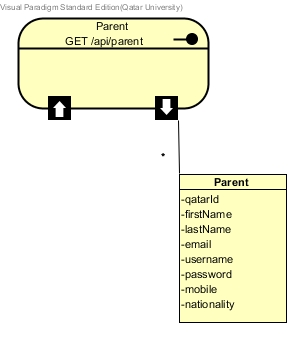 Visual Paradigm Standard Edition(Qatar University)
Parent
GET /api/parent
*
Parent
-qatarId
-firstName
-lastName
-email
-username
-password
-mobile
-nationality